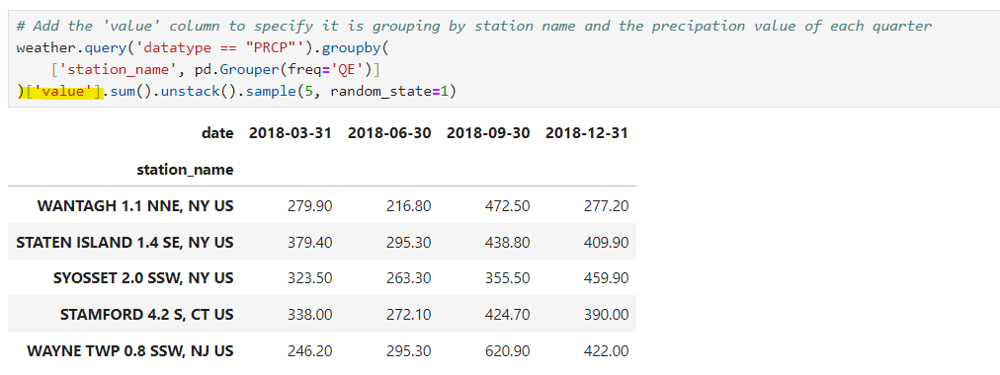 # Add the 'value' column to specify it is grouping by station name and the precipation value of each quarter
weather.query('datatype == "PRCP"').groupby(
['station_name', pd.Grouper(freq='QE')]
)['value'].sum().unstack().sample(5, random_state=1)
date 2018-03-31 2018-06-30 2018-09-30 2018-12-31
station_name
WANTAGH 1.1 NNE, NY US 279.90 216.80 472.50 277.20
STATEN ISLAND 1.4 SE, NY US 379.40 295.30 438.80 409.90
SYOSSET 2.0 SSW, NY US 323.50 263.30 355.50 459.90
STAMFORD 4.2 S, CT US 338.00 272.10 424.70 390.00
WAYNE TWP 0.8 SSW, NJ US 246.20 295.30 620.90 422.00